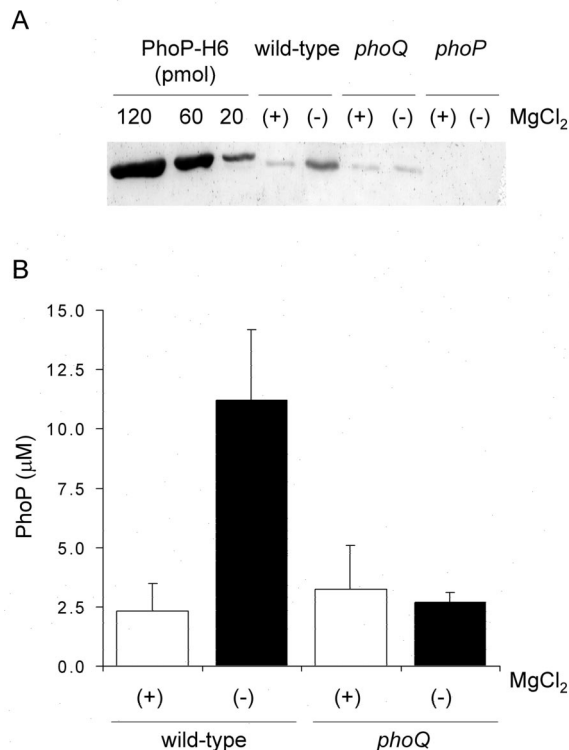 A
PhoP-H6 wild-type phoQ phoP
(pmol)
120 60 20 (+) (-) (+) (-) (+) (-) MgCl₂
B
15.0
12.5
10.0
7.5
5.0
2.5
0.0
PhoP (μM)
(+) (-) (+) (-) MgCl₂
wild-type phoQ